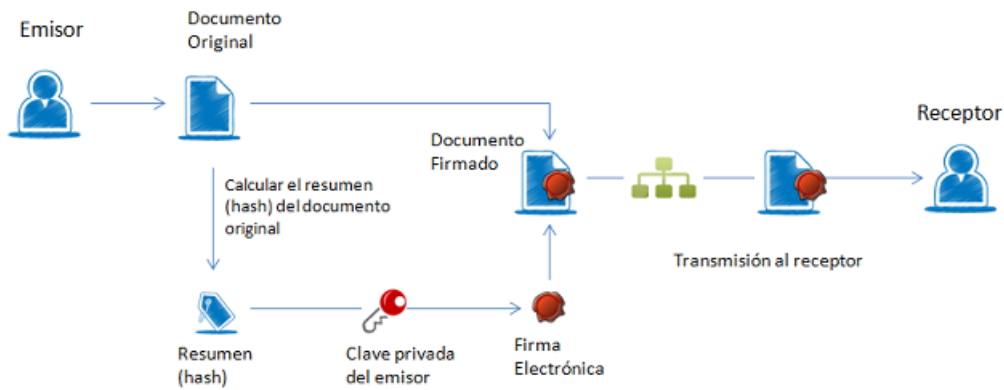 Emisor
Documento
Original
Receptor
Documento
Firmado
Calcular el resumen
(hash) del documento
original
Transmisión al receptor
Resumen
(hash)
Clave privada
del emisor
Firma
Electrónica